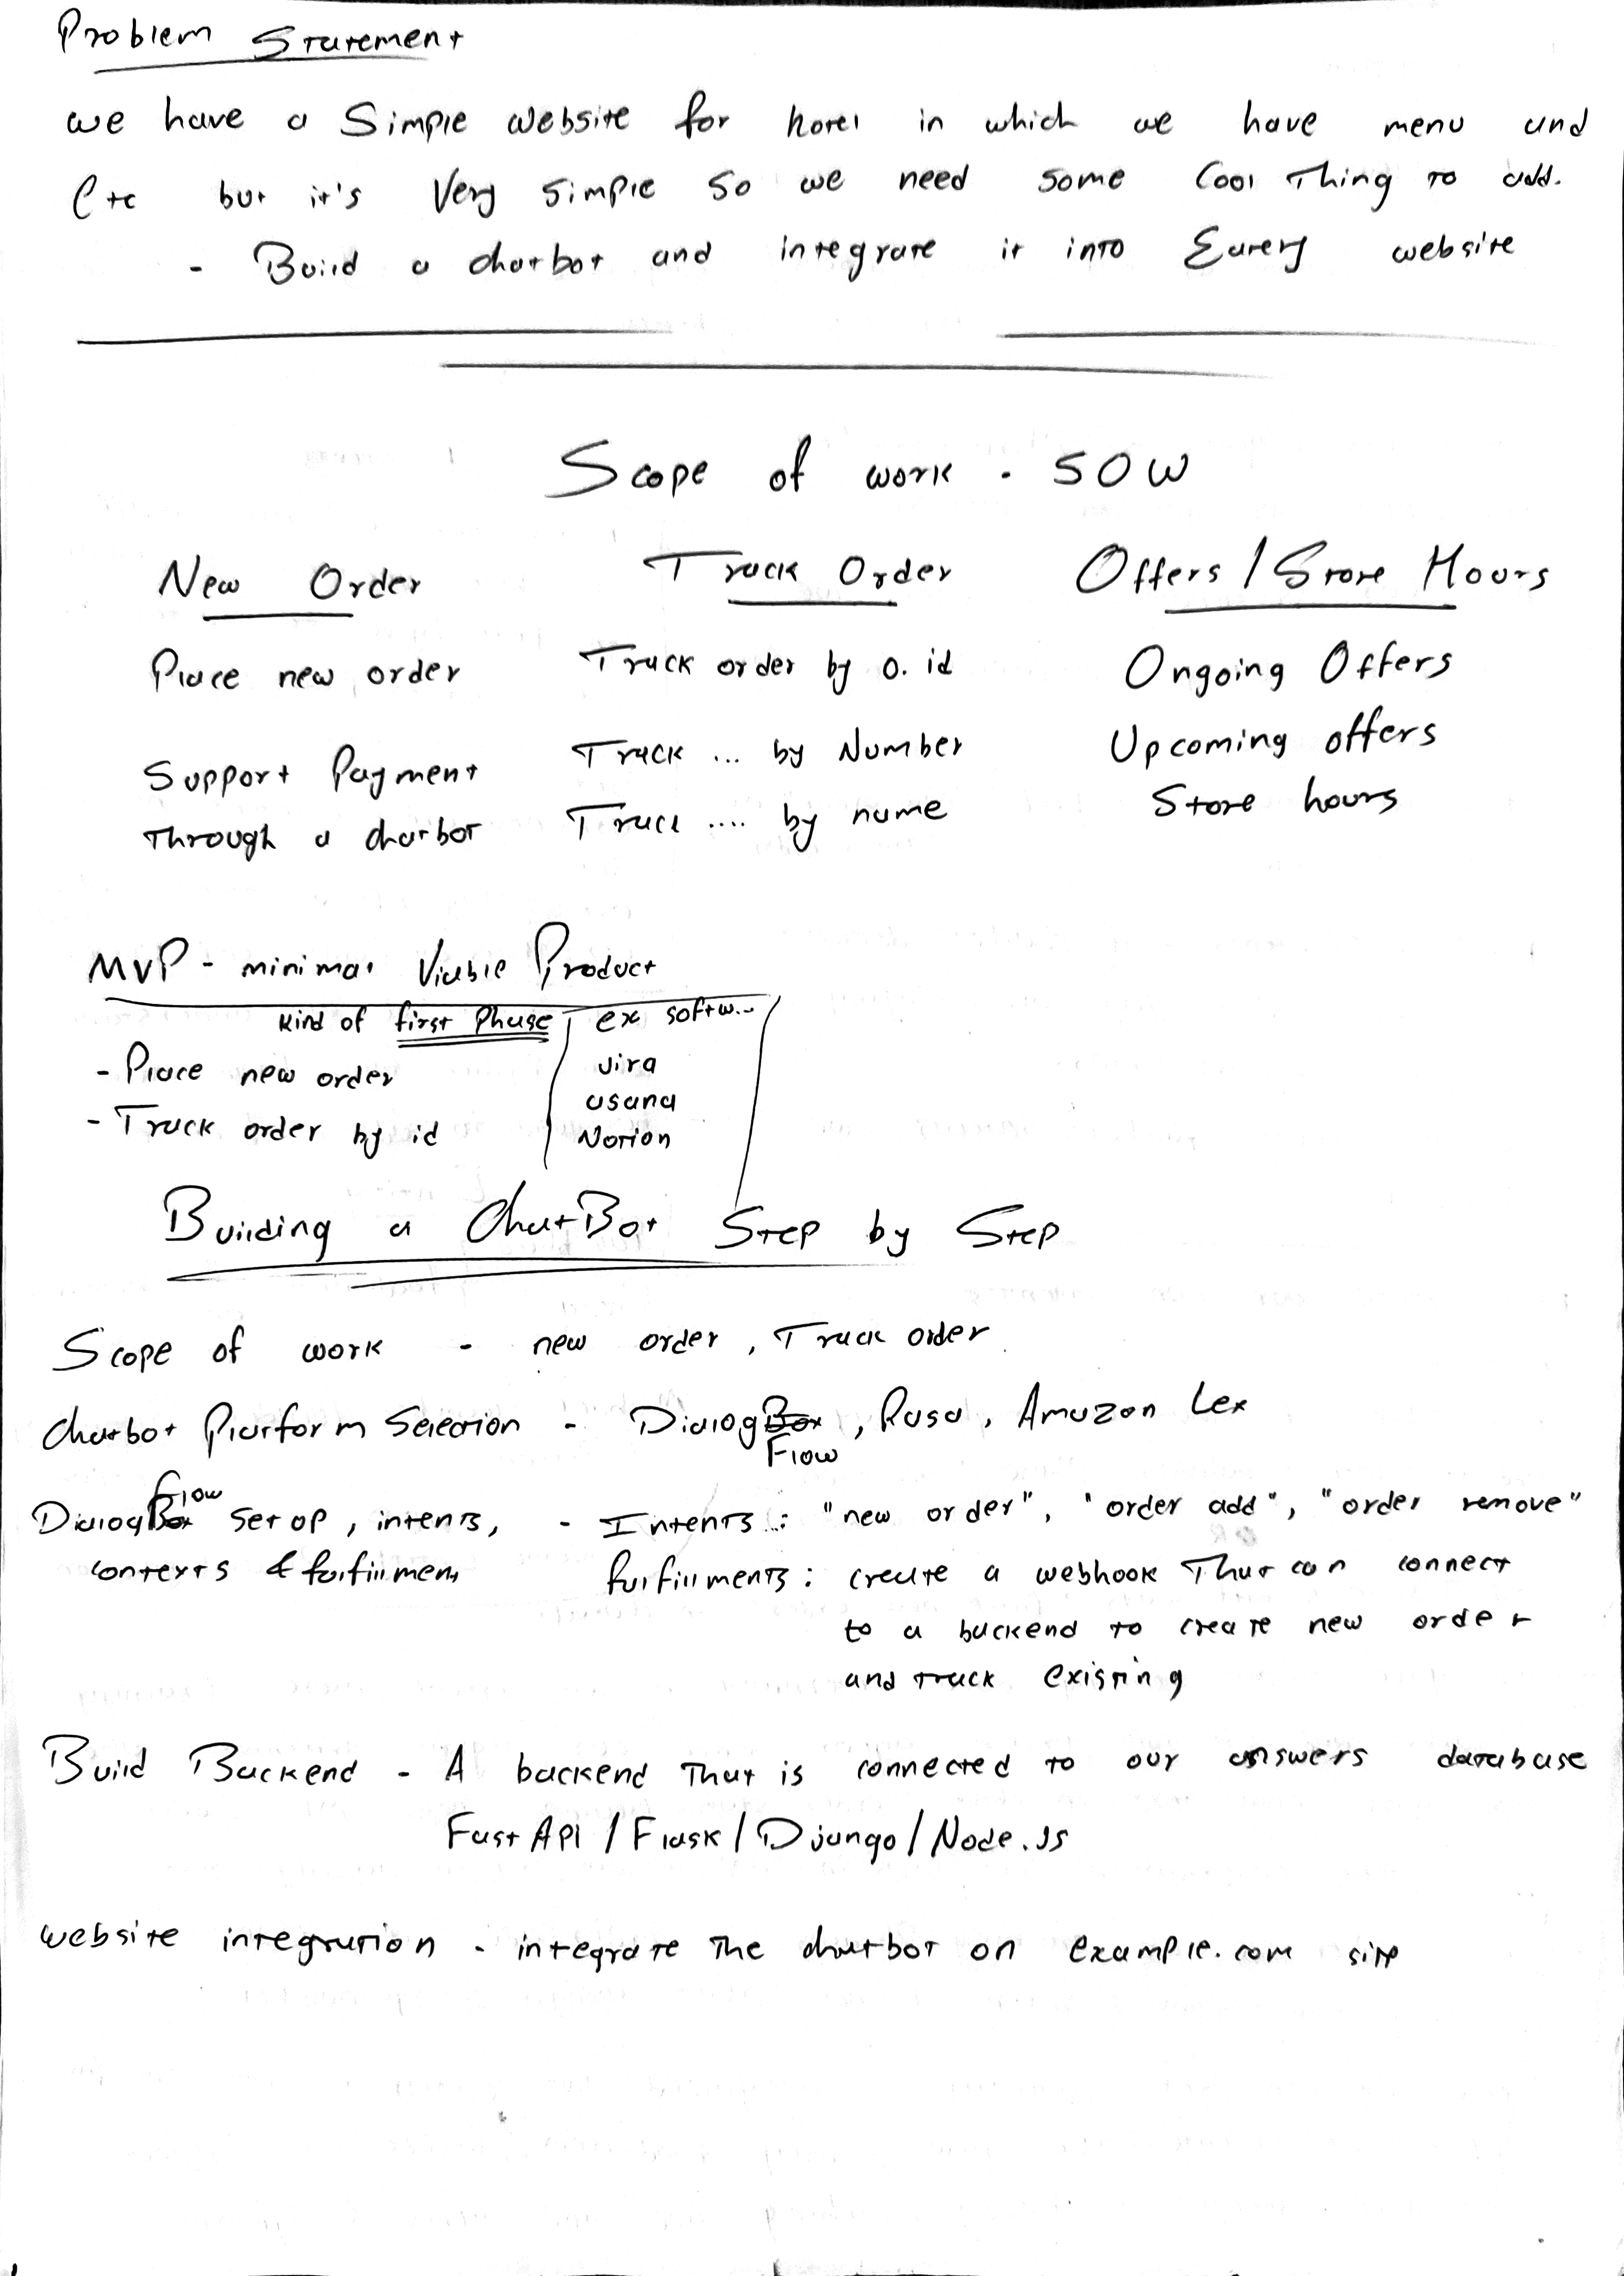 Problem Statement
we have a Simple website for hotel in which we have menu and
etc but it's very simple so we need some cool Thing to add.
- Build a chatbot and integrate it into Eatery website
Scope of work - SOW
New Order
Place new order
Support Payment
Through a chatbot
Track Order
Track order by o. id
Track ... by Number
Track .... by name
Offers / Store Hours
Ongoing Offers
Upcoming offers
Store hours
MVP - minimal Viable Product
kind of first Phase
- Place new order
- Track order by id
ex softw...
Jira
asana
Notion
Building a ChatBot Step by Step
Scope of work - new order, Track order
Chatbot Platform Selection - Dialog Flow, Rasa, Amazon Lex
Dialog Flow set up, intents, - Intents : "new order", "order add", "order remove"
contexts & fulfillment fulfillments : create a webhook That can connect
to a backend to create new order
and track existing
Build Backend - A backend That is connected to our answers database
Fast API / Flask / Django / Node.Js
website integration - integrate The chatbot on example.com site